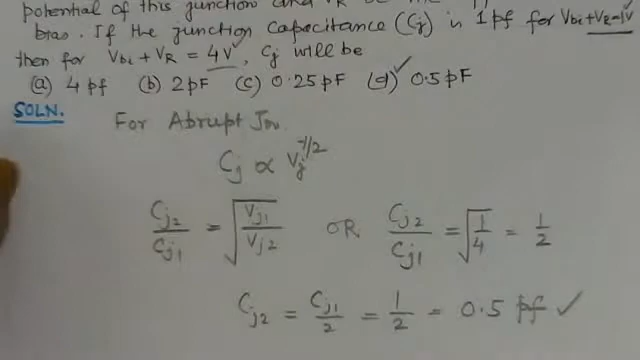 potential of this junction and VR be the
bias. If the junction capacitance (Cj) is 1 pf for Vbi+VR=1V
then for Vbi + VR = 4V, Cj will be
(a) 4 pf (b) 2 pF (c) 0.25 pF (d) ✓ 0.5 pF
SOLN. For Abrupt Jn.
Cj ∝ Vj^-1/2
Cj2/Cj1 = √(Vj1/Vj2) OR Cj2/Cj1 = √(1/4) = 1/2
Cj2 = Cj1/2 = 1/2 = 0.5 pf ✓